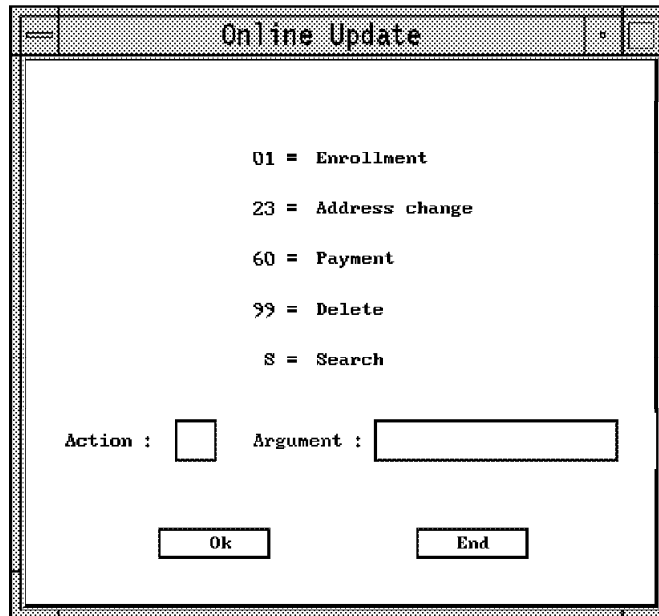 Online Update
01 = Enrollment
23 = Address change
60 = Payment
99 = Delete
S = Search
Action : Argument :
Ok End